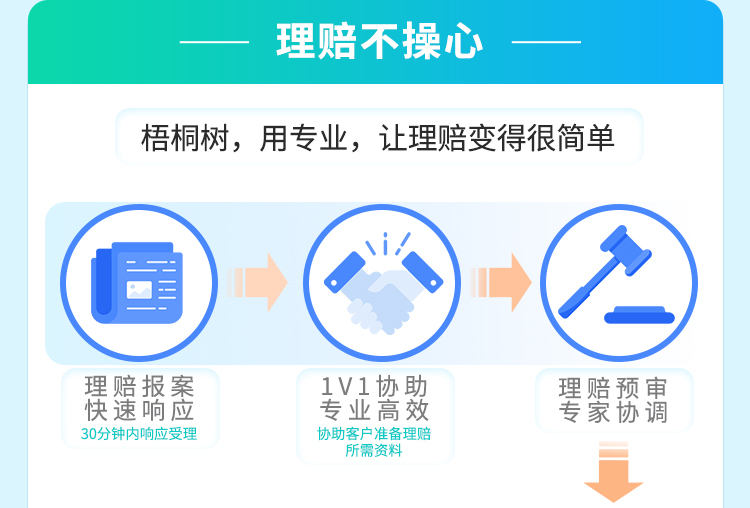 理赔不操心
梧桐树，用专业，让理赔变得很简单
理赔报案
快速响应
30分钟内响应受理
1V1协助
专业高效
协助客户准备理赔
所需资料
理赔预审
专家协调